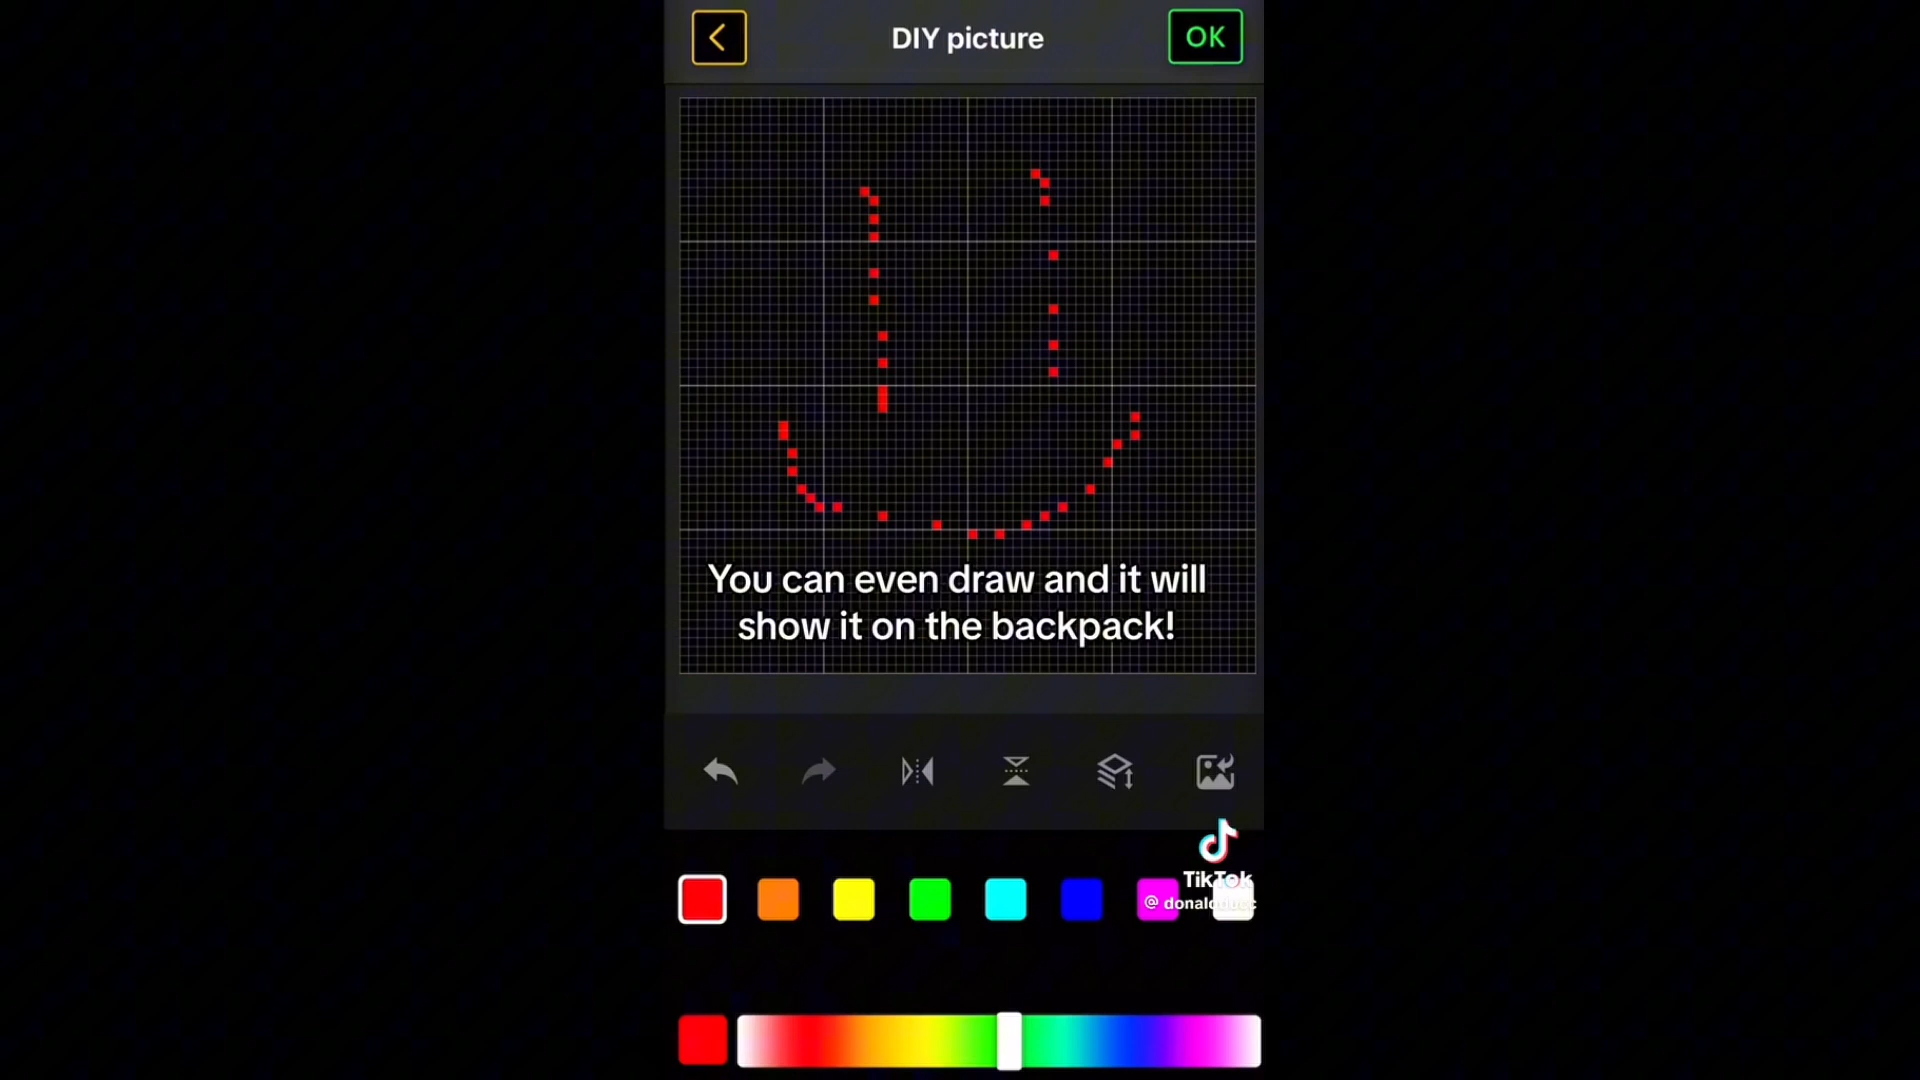 DIY picture
OK
You can even draw and it will
show it on the backpack!
TikTok